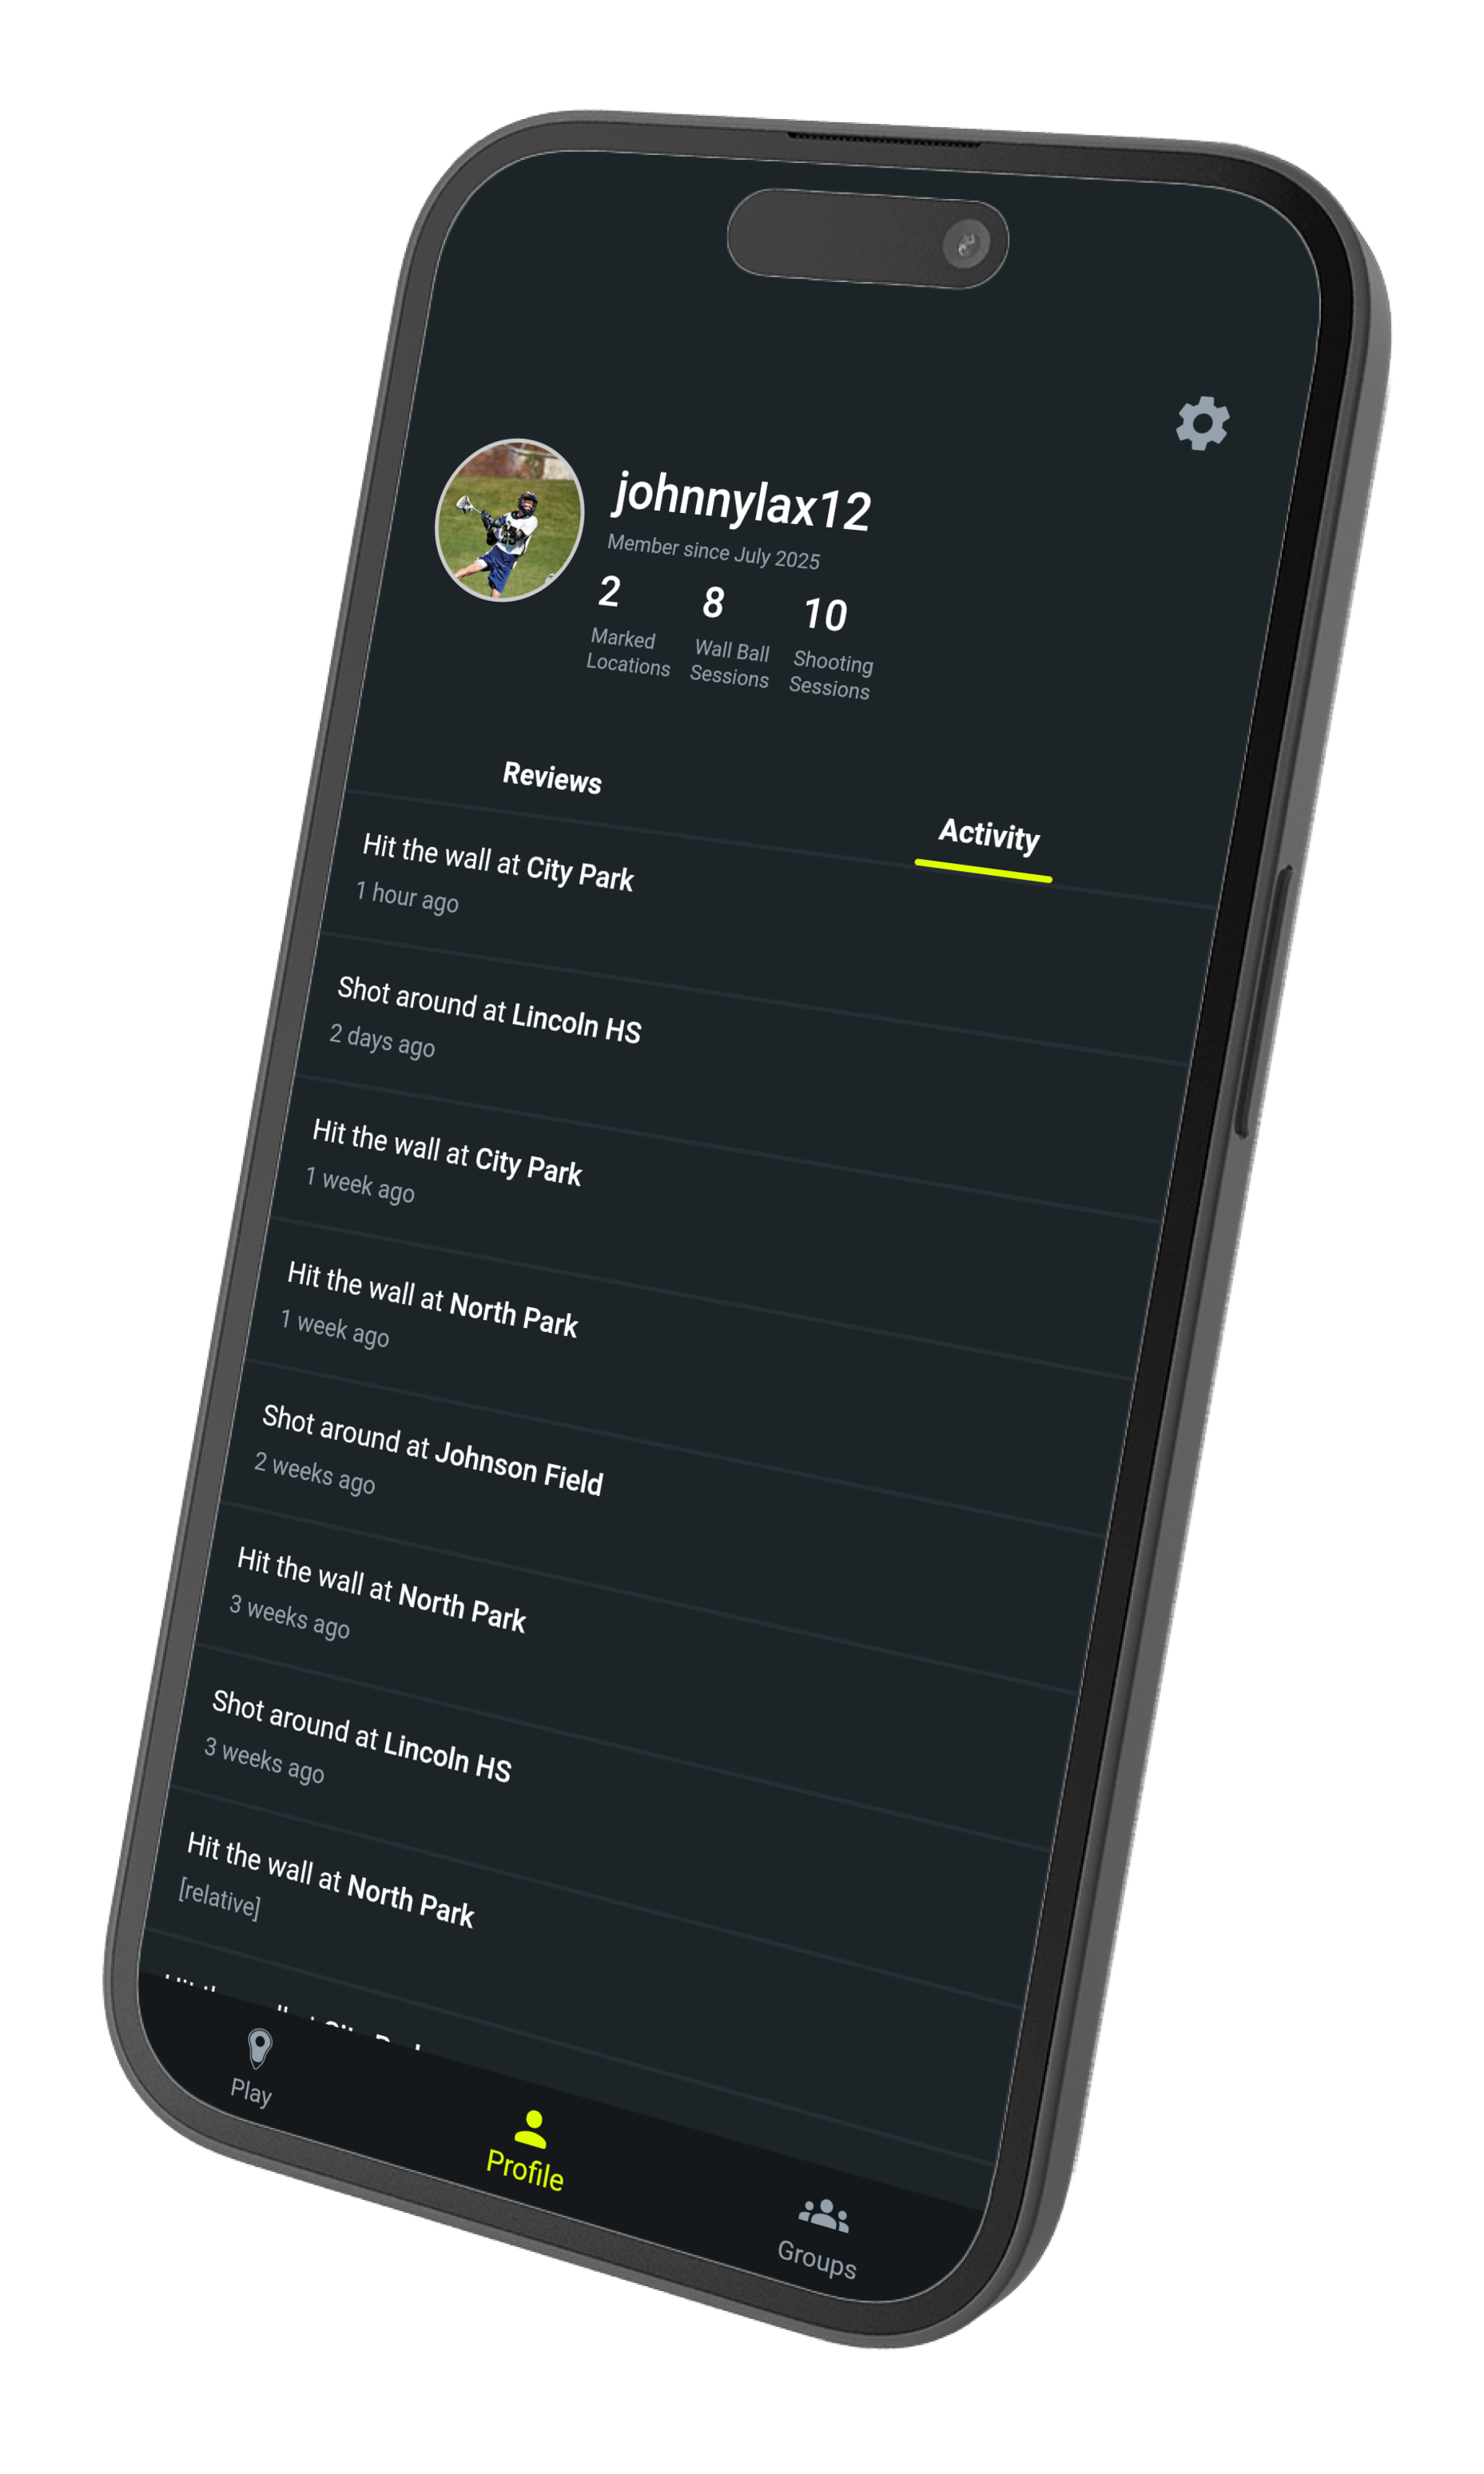 johnnylax12
Member since July 2025
2 8 10
Marked Locations
Wall Ball Sessions
Shooting Sessions
Reviews
Activity
Hit the wall at City Park
1 hour ago
Shot around at Lincoln HS
2 days ago
Hit the wall at City Park
1 week ago
Hit the wall at North Park
1 week ago
Shot around at Johnson Field
2 weeks ago
Hit the wall at North Park
3 weeks ago
Shot around at Lincoln HS
3 weeks ago
Hit the wall at North Park
[relative]
Play
Profile
Groups